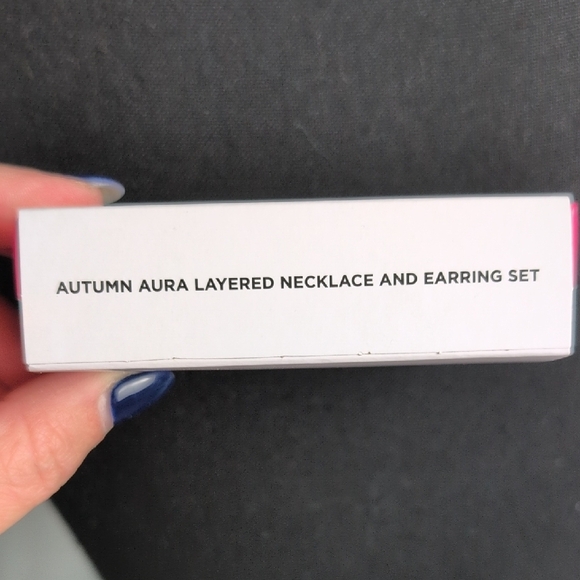 AUTUMN AURA LAYERED NECKLACE AND EARRING SET